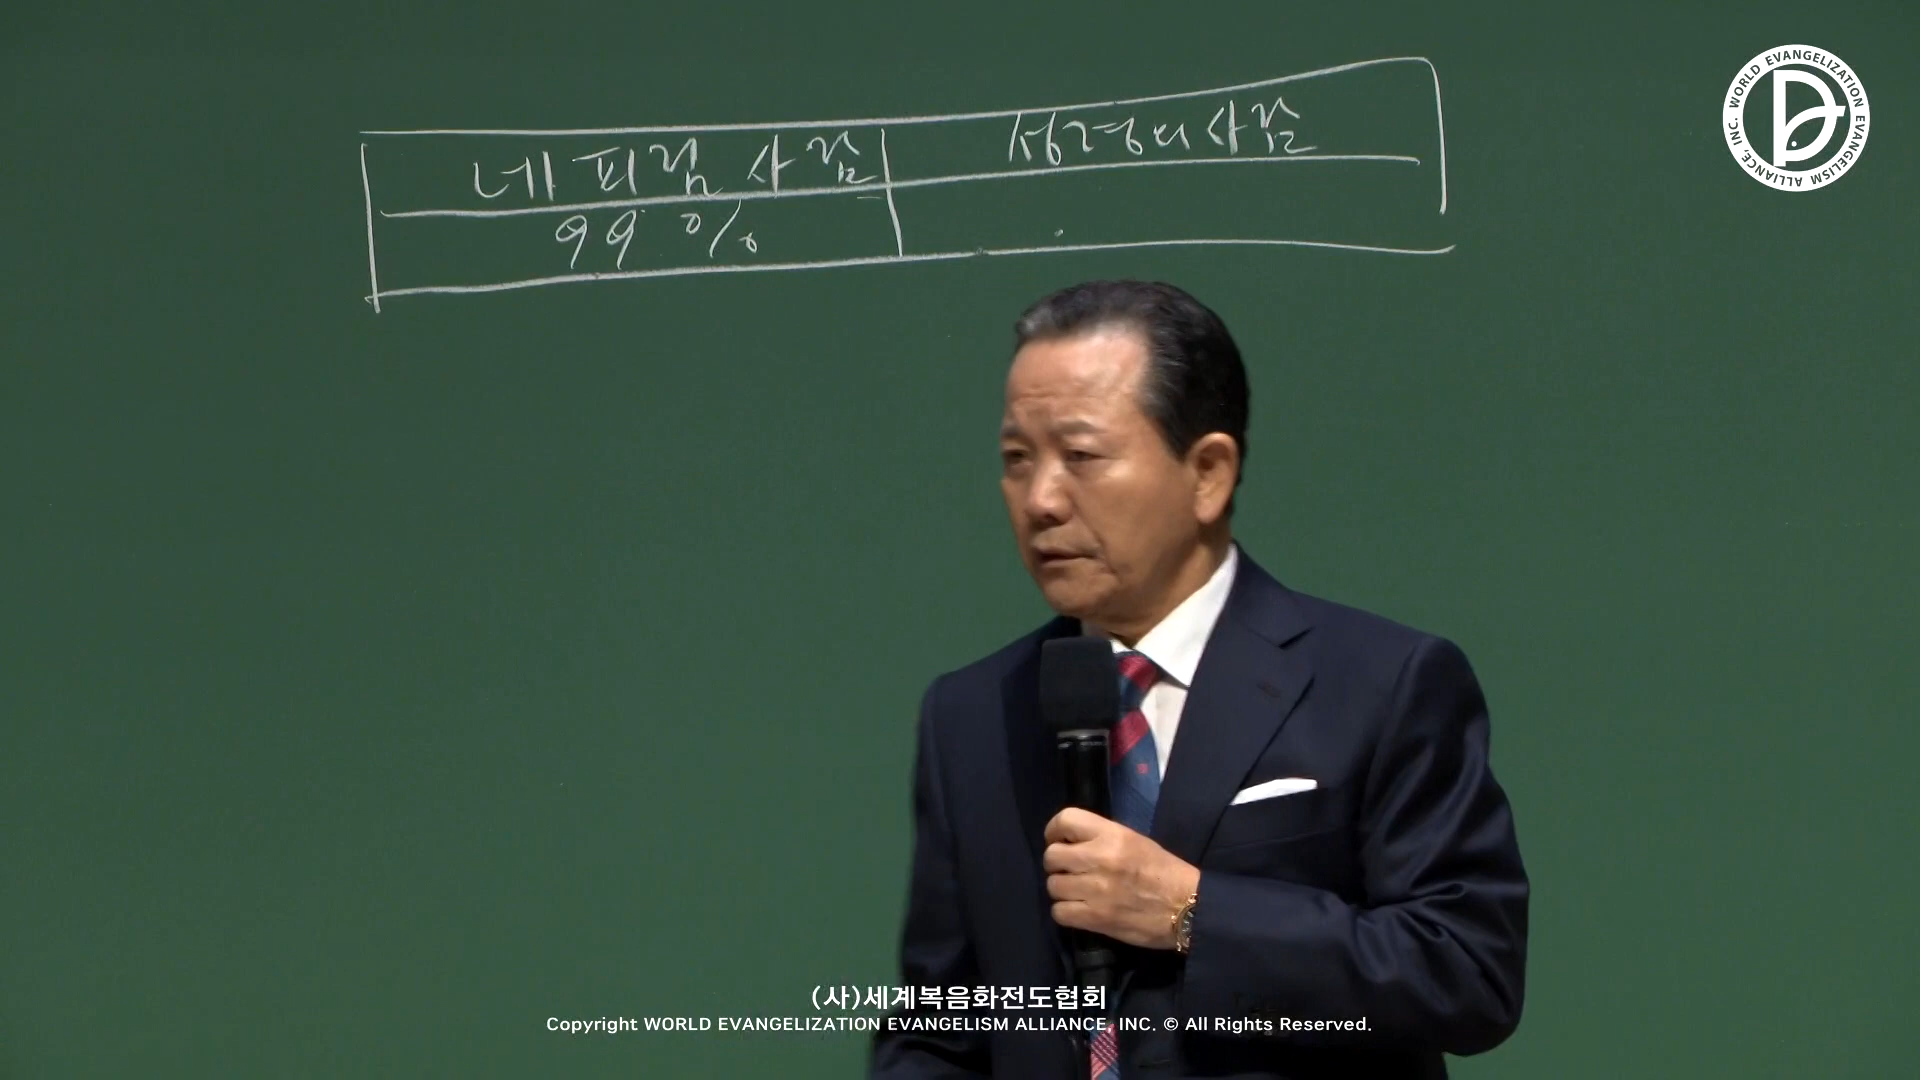 네피림 사람
성경의 사람
99%
WORLD EVANGELIZATION EVANGELISM ALLIANCE, INC.
(사)세계복음화전도협회
Copyright WORLD EVANGELIZATION EVANGELISM ALLIANCE, INC. © All Rights Reserved.